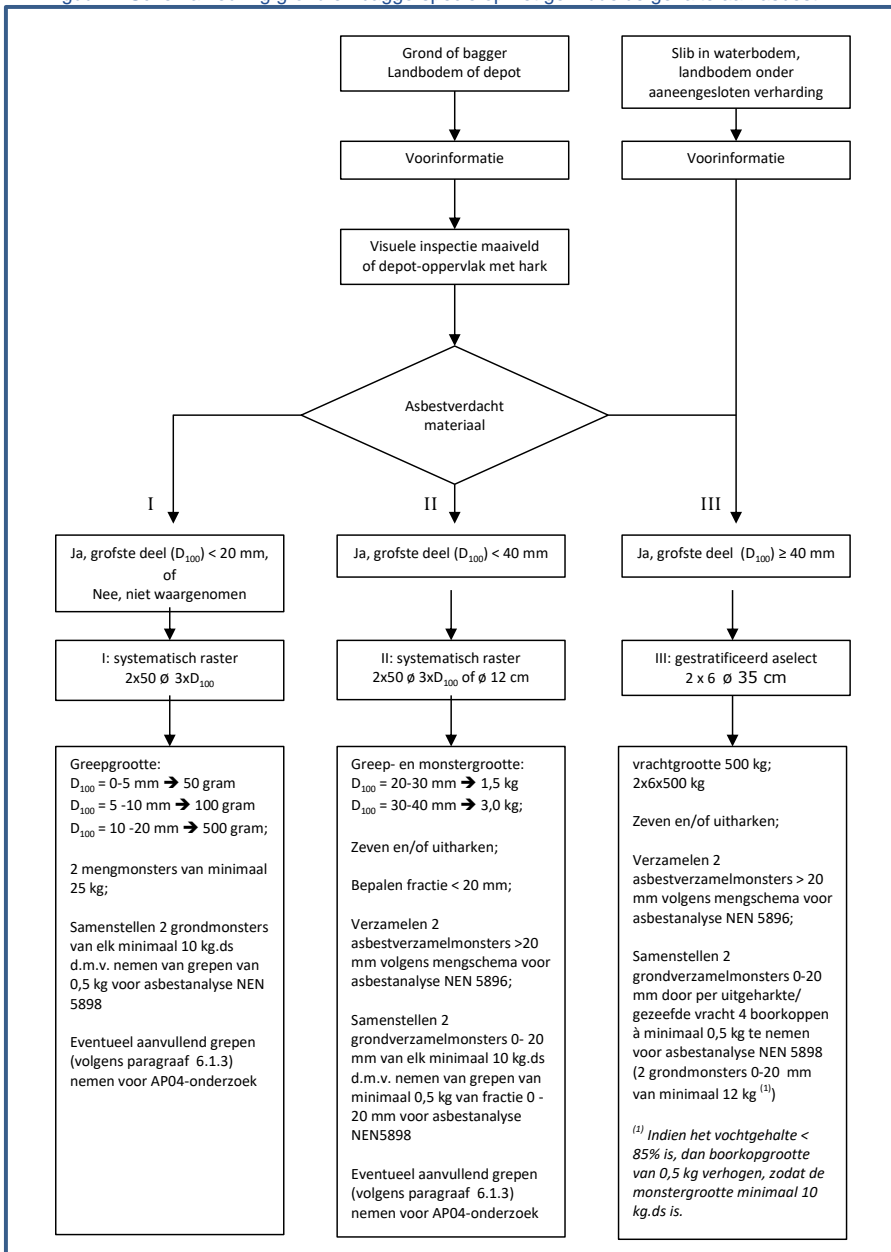 Grond of bagger
Landbodem of depot
Slib in waterbodem,
landbodem onder
aaneengesloten verharding
Voorinformatie
Voorinformatie
Visuele inspectie maaiveld
of depot-oppervlak met hark
Asbestverdacht
materiaal
I
II
III
Ja, grofste deel (D100) < 20 mm,
of
Nee, niet waargenomen
Ja, grofste deel (D100) < 40 mm
Ja, grofste deel (D100) ≥ 40 mm
I: systematisch raster
2x50 ø 3xD100
II: systematisch raster
2x50 ø 3xD100 of ø 12 cm
III: gestratificeerd aselect
2 x 6 ø 35 cm
Greepgrootte:
D100 = 0-5 mm ➔ 50 gram
D100 = 5 -10 mm ➔ 100 gram
D100 = 10 -20 mm ➔ 500 gram;
2 mengmonsters van minimaal
25 kg;
Samenstellen 2 grondmonsters
van elk minimaal 10 kg.ds
d.m.v. nemen van grepen van
0,5 kg voor asbestanalyse NEN
5898
Eventueel aanvullend grepen
(volgens paragraaf 6.1.3)
nemen voor AP04-onderzoek
Greep- en monstergrootte:
D100 = 20-30 mm ➔ 1,5 kg
D100 = 30-40 mm ➔ 3,0 kg;
Zeven en/of uitharken;
Bepalen fractie < 20 mm;
Verzamelen 2
asbestverzamelmonsters >20
mm volgens mengschema voor
asbestanalyse NEN 5896;
Samenstellen 2
grondverzamelmonsters 0- 20
mm van elk minimaal 10 kg.ds
d.m.v. nemen van grepen van
minimaal 0,5 kg van fractie 0 -
20 mm voor asbestanalyse
NEN5898
Eventueel aanvullend grepen
(volgens paragraaf 6.1.3)
nemen voor AP04-onderzoek
vrachtgrootte 500 kg;
2x6x500 kg
Zeven en/of uitharken;
Verzamelen 2
asbestverzamelmonsters > 20
mm volgens mengschema voor
asbestanalyse NEN 5896;
Samenstellen 2
grondverzamelmonsters 0-20
mm door per uitgeharkte/
gezeefde vracht 4 boorkoppen
à minimaal 0,5 kg te nemen
voor asbestanalyse NEN 5898
(2 grondmonsters 0-20 mm
van minimaal 12 kg (1))
(1) Indien het vochtgehalte <
85% is, dan boorkopgrootte
van 0,5 kg verhogen, zodat de
monstergrootte minimaal 10
kg.ds is.